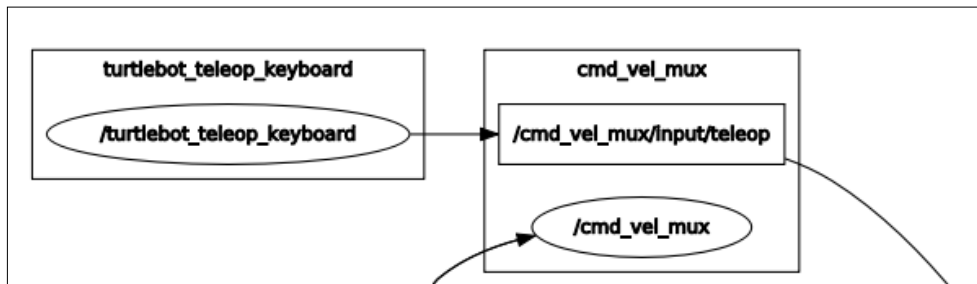 turtlebot_teleop_keyboard
/turtlebot_teleop_keyboard
cmd_vel_mux
/cmd_vel_mux/input/teleop
/cmd_vel_mux